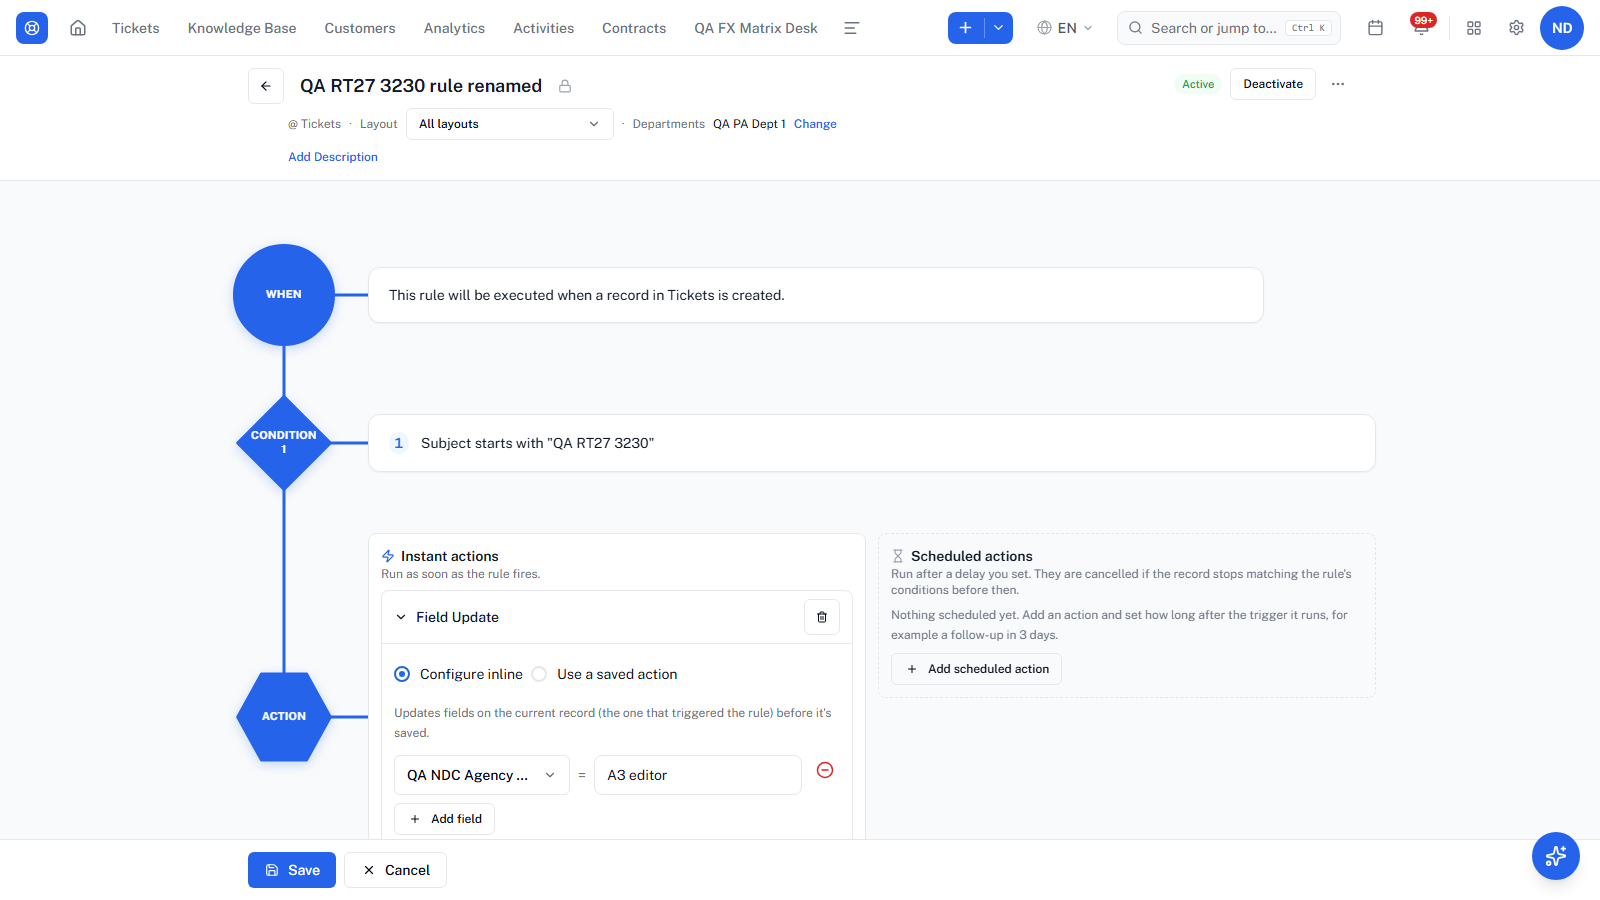 Tickets
Knowledge Base
Customers
Analytics
Activities
Contracts
QA FX Matrix Desk
EN
Search or jump to...
Ctrl K
99+
ND
QA RT27 3230 rule renamed
Active
Deactivate
@ Tickets · Layout
All layouts
· Departments QA PA Dept 1 Change
Add Description
WHEN
This rule will be executed when a record in Tickets is created.
CONDITION
1
1 Subject starts with "QA RT27 3230"
Instant actions
Run as soon as the rule fires.
Field Update
Configure inline
Use a saved action
Updates fields on the current record (the one that triggered the rule) before it's
saved.
QA NDC Agency ...
=
A3 editor
Add field
Scheduled actions
Run after a delay you set. They are cancelled if the record stops matching the rule's
conditions before then.
Nothing scheduled yet. Add an action and set how long after the trigger it runs, for
example a follow-up in 3 days.
Add scheduled action
ACTION
Save
Cancel